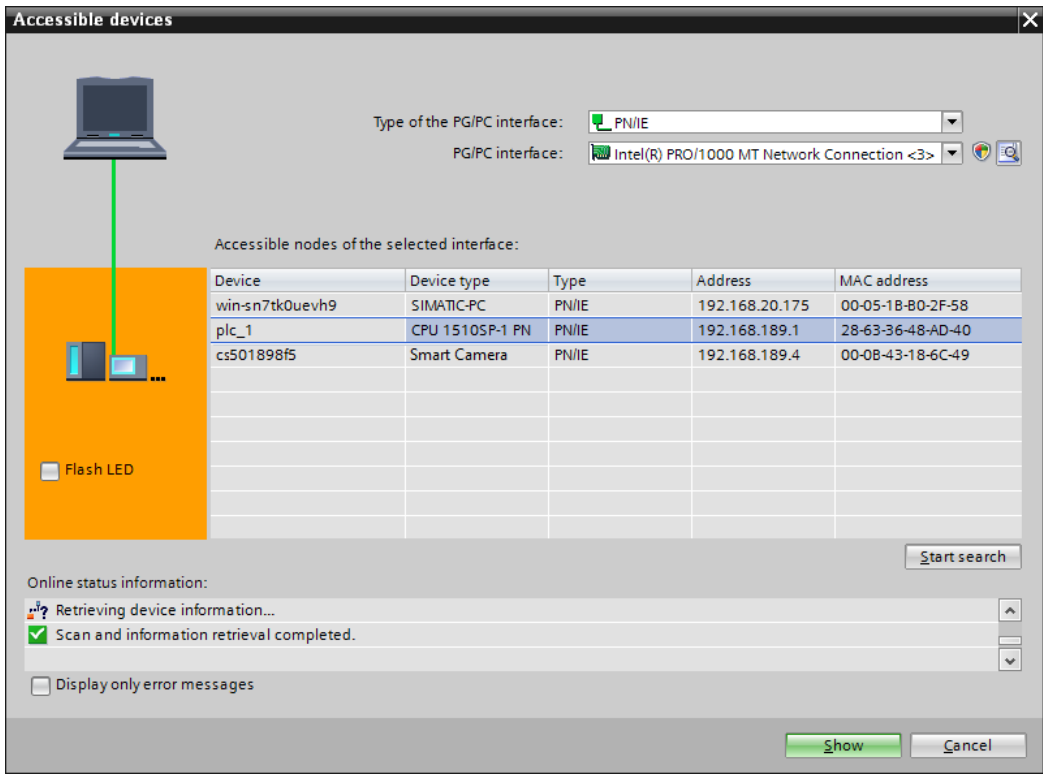 Accessible devices
Type of the PG/PC interface: PN/IE
PG/PC interface: Intel(R) PRO/1000 MT Network Connection <3>
Accessible nodes of the selected interface:
Device Device type Type Address MAC address
win-sn7tk0uevh9 SIMATIC-PC PN/IE 192.168.20.175 00-05-1B-B0-2F-58
plc_1 CPU 1510SP-1 PN PN/IE 192.168.189.1 28-63-36-48-AD-40
cs501898f5 Smart Camera PN/IE 192.168.189.4 00-0B-43-18-6C-49
Flash LED
Start search
Online status information:
Retrieving device information...
Scan and information retrieval completed.
Display only error messages
Show Cancel